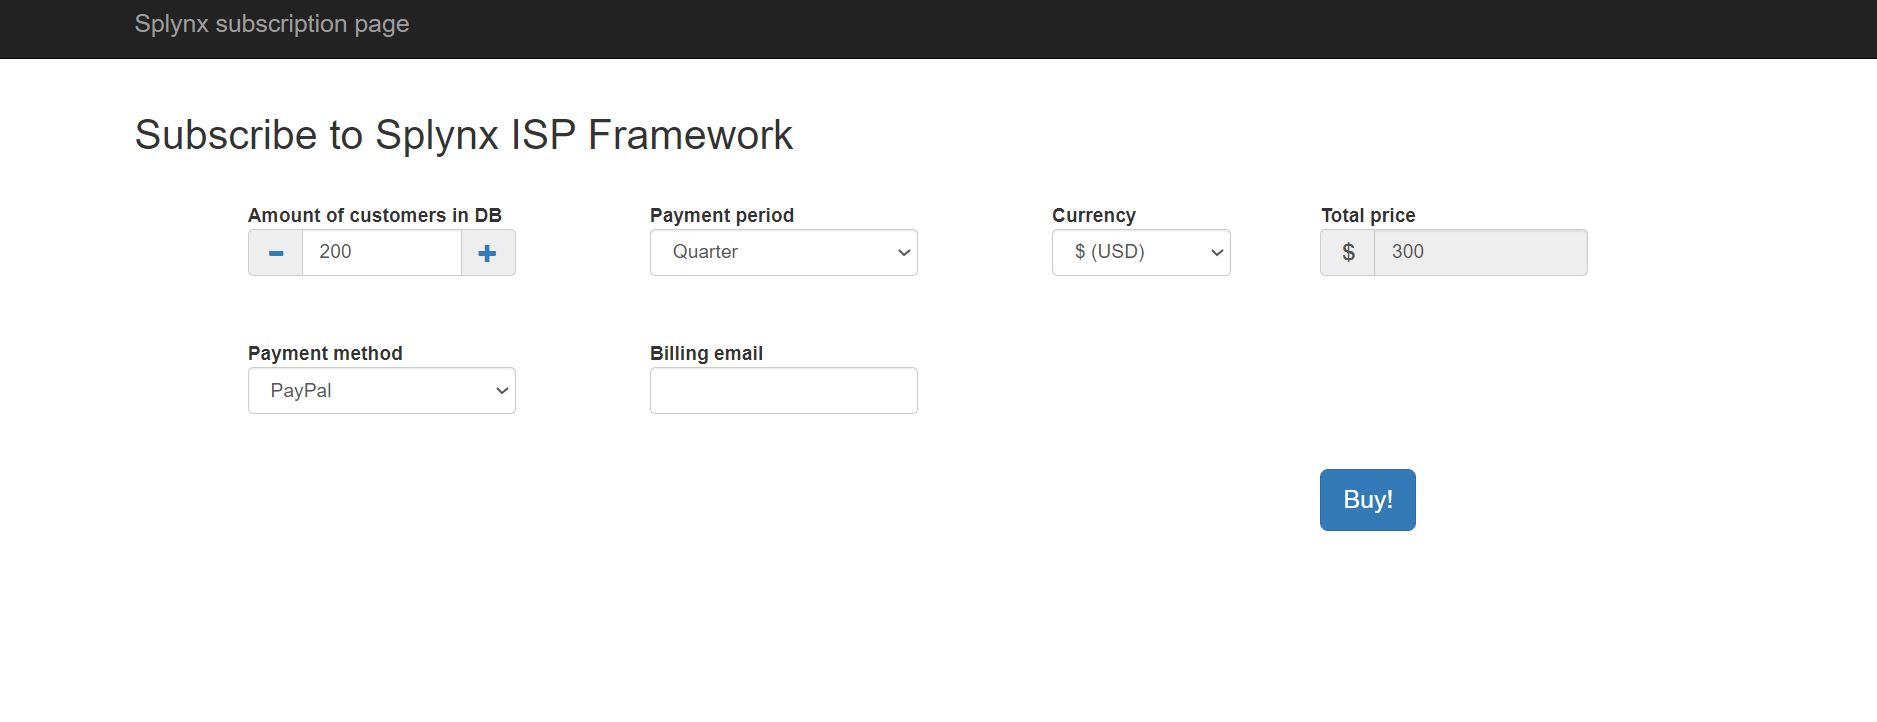 Splynx subscription page
Subscribe to Splynx ISP Framework
Amount of customers in DB
200
Payment period
Quarter
Currency
$ (USD)
Total price
$ 300
Payment method
PayPal
Billing email
Buy!